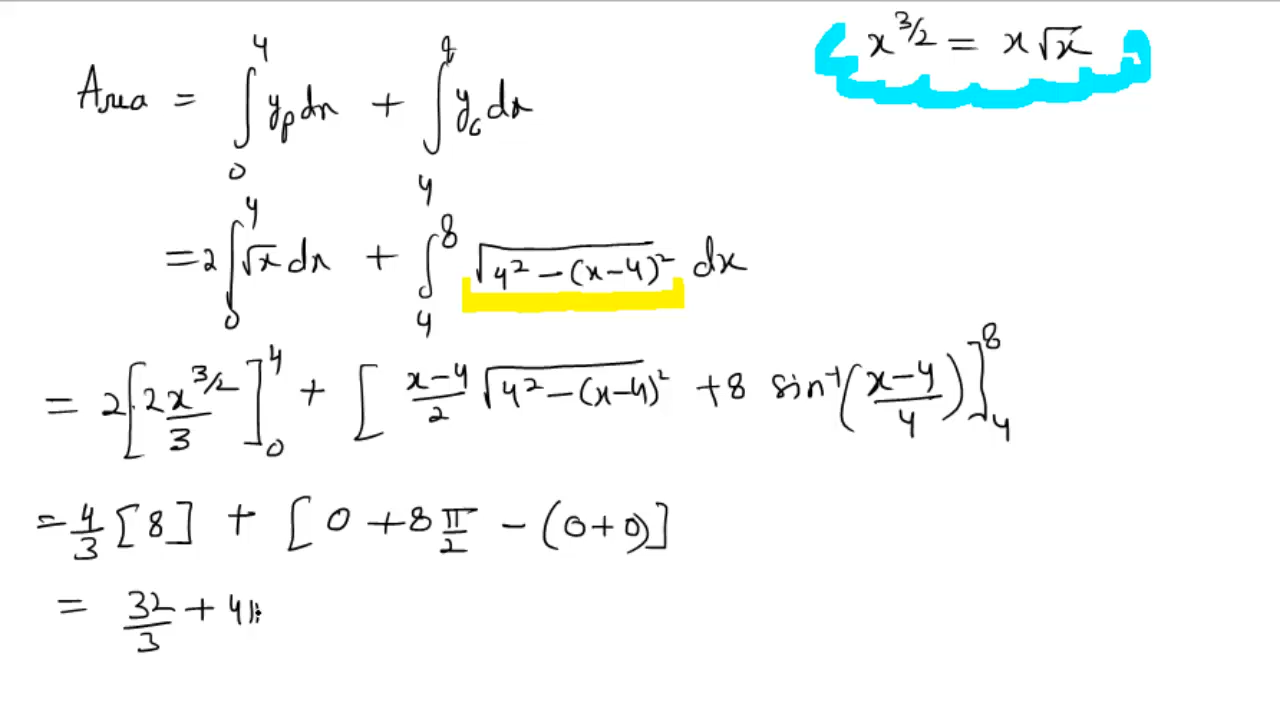 x^{3/2} = x√x
Area = ∫_0^4 y_p dx + ∫_4^8 y_c dx
= 2 ∫_0^4 √x dx + ∫_4^8 √(4² − (x−4)²) dx
= 2 [2x^{3/2}/3]_0^4 + [(x−4)/2 √(4² − (x−4)²) + 8 sin⁻¹((x−4)/4)]_4^8
= 4/3 [8] + [0 + 8 π/2 − (0+0)]
= 32/3 + 4